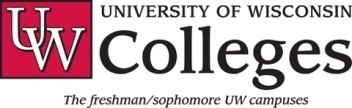 UW
UNIVERSITY OF WISCONSIN
Colleges
The freshman/sophomore UW campuses